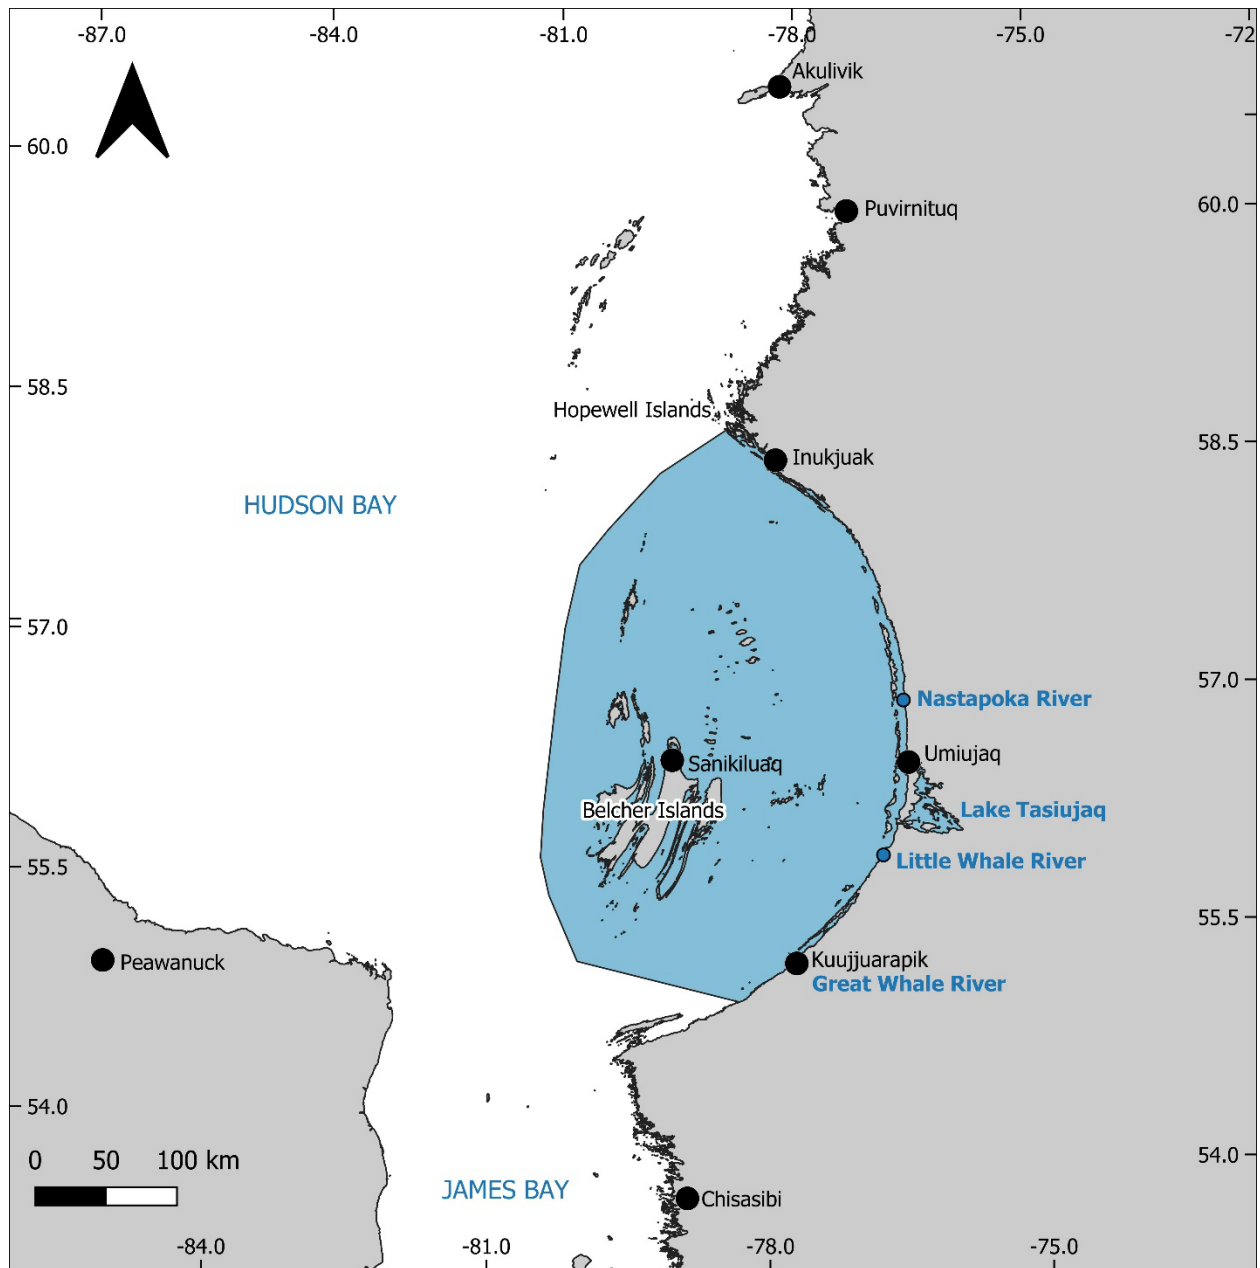 -87.0 -84.0 -81.0 -78.0 -75.0 -72
Akulivik
60.0
60.0
Puvirnituq
58.5
Hopewell Islands
58.5
Inukjuak
HUDSON BAY
57.0
57.0
Nastapoka River
Umiujaq
Sanikiluaq
Belcher Islands
Lake Tasiujaq
55.5
Little Whale River
55.5
Peawanuck
Kuujjuarapik
Great Whale River
54.0
54.0
0 50 100 km
JAMES BAY
Chisasibi
-84.0 -81.0 -78.0 -75.0